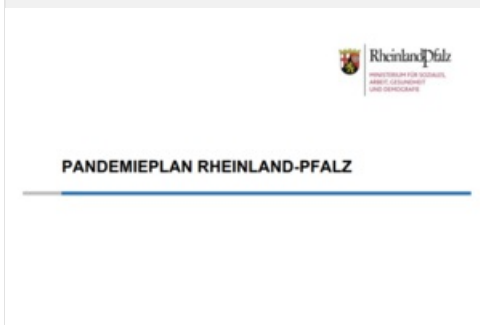 RheinlandPfalz
MINISTERIUM FÜR SOZIALES,
ARBEIT, GESUNDHEIT
UND DEMOGRAFIE
PANDEMIEPLAN RHEINLAND-PFALZ